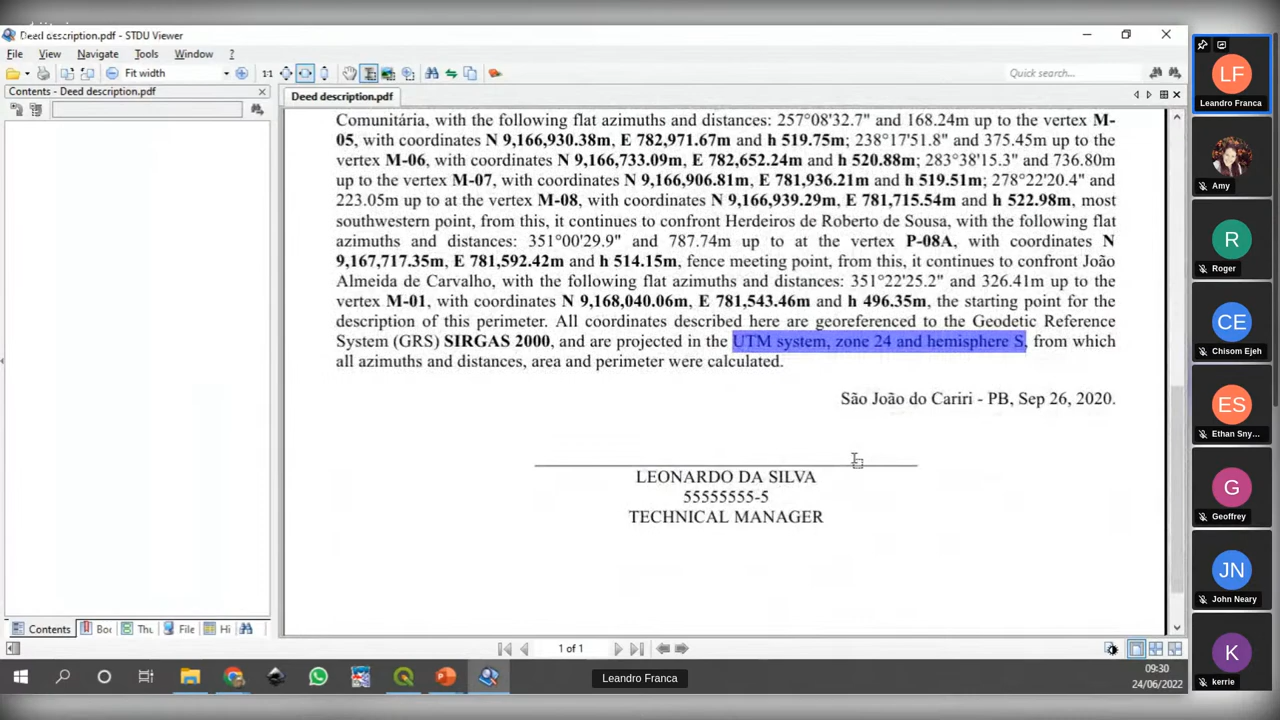 Deed description.pdf - STDU Viewer
File View Navigate Tools Window ?
Fit width
1:1
Quick search...
Contents - Deed description.pdf
Deed description.pdf
Comunitária, with the following flat azimuths and distances: 257°08'32.7" and 168.24m up to the vertex M-
05, with coordinates N 9,166,930.38m, E 782,971.67m and h 519.75m; 238°17'51.8" and 375.45m up to the
vertex M-06, with coordinates N 9,166,733.09m, E 782,652.24m and h 520.88m; 283°38'15.3" and 736.80m
up to the vertex M-07, with coordinates N 9,166,906.81m, E 781,936.21m and h 519.51m; 278°22'20.4" and
223.05m up to at the vertex M-08, with coordinates N 9,166,939.29m, E 781,715.54m and h 522.98m, most
southwestern point, from this, it continues to confront Herdeiros de Roberto de Sousa, with the following flat
azimuths and distances: 351°00'29.9" and 787.74m up to at the vertex P-08A, with coordinates N
9,167,717.35m, E 781,592.42m and h 514.15m, fence meeting point, from this, it continues to confront João
Almeida de Carvalho, with the following flat azimuths and distances: 351°22'25.2" and 326.41m up to the
vertex M-01, with coordinates N 9,168,040.06m, E 781,543.46m and h 496.35m, the starting point for the
description of this perimeter. All coordinates described here are georeferenced to the Geodetic Reference
System (GRS) SIRGAS 2000, and are projected in the UTM system, zone 24 and hemisphere S, from which
all azimuths and distances, area and perimeter were calculated.
São João do Cariri - PB, Sep 26, 2020.
LEONARDO DA SILVA
55555555-5
TECHNICAL MANAGER
Contents Boo Thu File Hi
1 of 1
Leandro Franca
09:30
24/06/2022
LF
Leandro Franca
Amy
R
Roger
CE
Chisom Ejeh
ES
Ethan Sny...
G
Geoffrey
JN
John Neary
K
kerrie